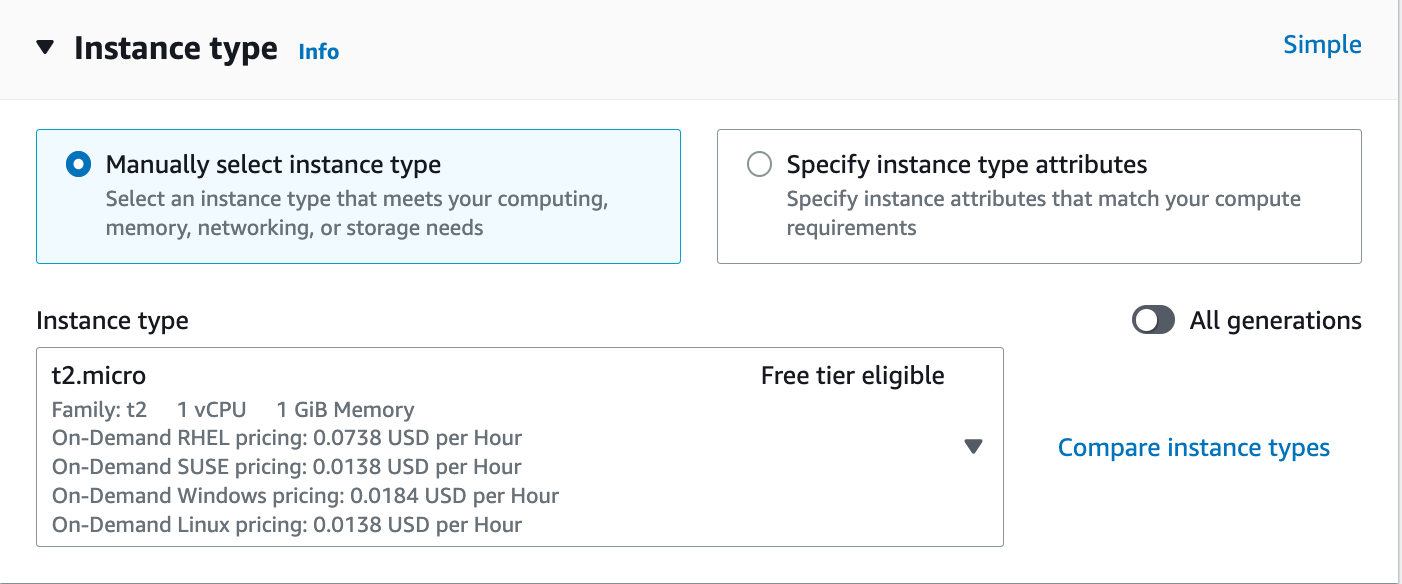 Instance type Info
Simple
Manually select instance type
Select an instance type that meets your computing,
memory, networking, or storage needs
Specify instance type attributes
Specify instance attributes that match your compute
requirements
Instance type
All generations
t2.micro
Free tier eligible
Family: t2 1 vCPU 1 GiB Memory
On-Demand RHEL pricing: 0.0738 USD per Hour
On-Demand SUSE pricing: 0.0138 USD per Hour
On-Demand Windows pricing: 0.0184 USD per Hour
On-Demand Linux pricing: 0.0138 USD per Hour
Compare instance types